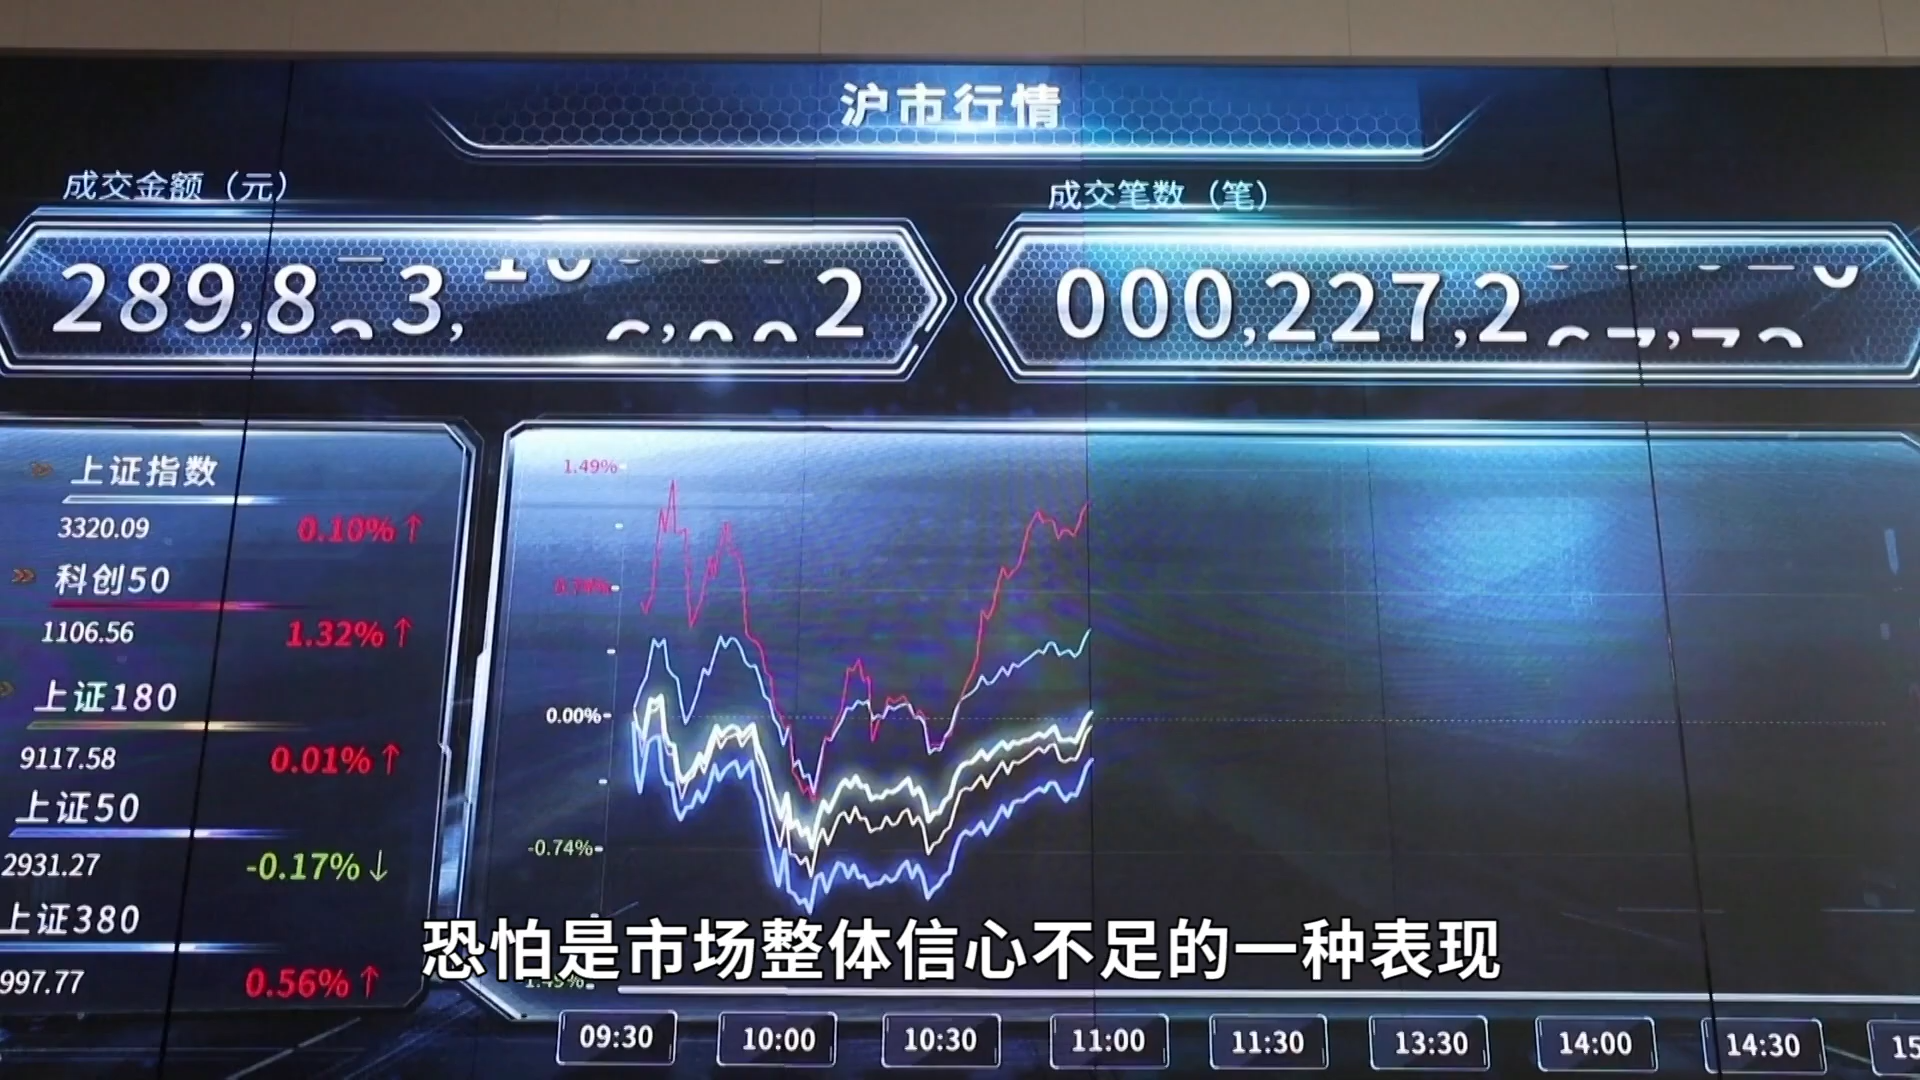 沪市行情
成交金额（元）
成交笔数（笔）
000,227,2
上证指数
3320.09 0.10%↑
科创50
1106.56 1.32%↑
上证180
9117.58 0.01%↑
上证50
2931.27 -0.17%↓
上证380
997.77 0.56%↑
1.49%
0.00%
-0.74%
恐怕是市场整体信心不足的一种表现
09:30 10:00 10:30 11:00 11:30 13:30 14:00 14:30